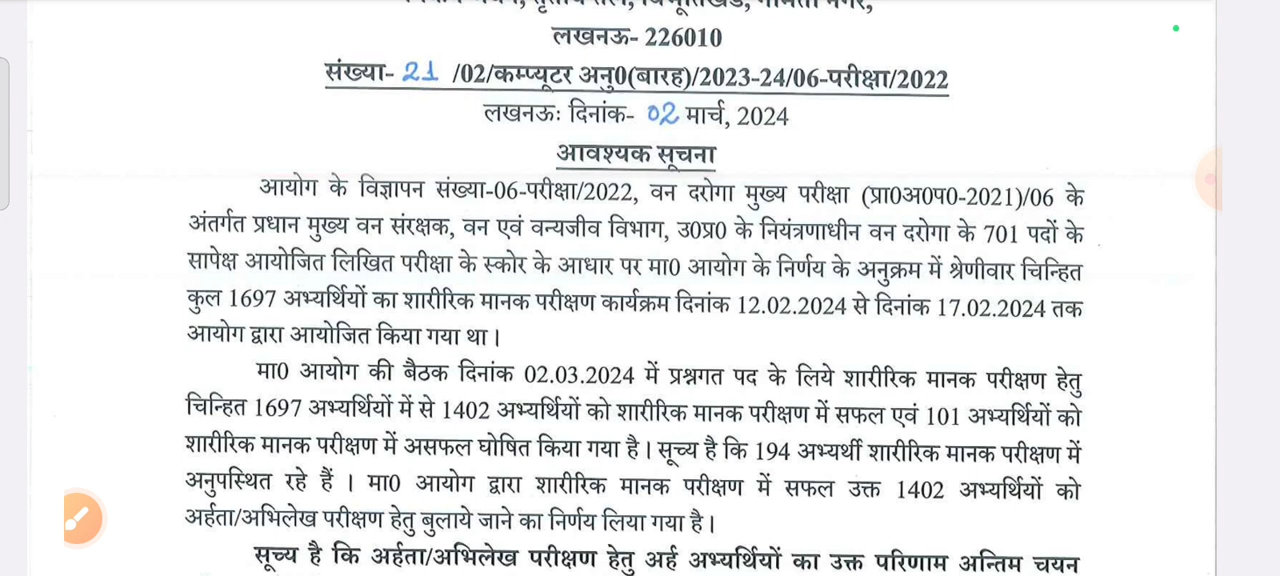 लखनऊ- 226010
संख्या- 21 /02/कम्प्यूटर अनु0(बारह)/2023-24/06-परीक्षा/2022
लखनऊः दिनांक- 02 मार्च, 2024
आवश्यक सूचना
आयोग के विज्ञापन संख्या-06-परीक्षा/2022, वन दरोगा मुख्य परीक्षा (प्रा0अ0प0-2021)/06 के
अंतर्गत प्रधान मुख्य वन संरक्षक, वन एवं वन्यजीव विभाग, उ0प्र0 के नियंत्रणाधीन वन दरोगा के 701 पदों के
सापेक्ष आयोजित लिखित परीक्षा के स्कोर के आधार पर मा0 आयोग के निर्णय के अनुक्रम में श्रेणीवार चिन्हित
कुल 1697 अभ्यर्थियों का शारीरिक मानक परीक्षण कार्यक्रम दिनांक 12.02.2024 से दिनांक 17.02.2024 तक
आयोग द्वारा आयोजित किया गया था।
मा0 आयोग की बैठक दिनांक 02.03.2024 में प्रश्नगत पद के लिये शारीरिक मानक परीक्षण हेतु
चिन्हित 1697 अभ्यर्थियों में से 1402 अभ्यर्थियों को शारीरिक मानक परीक्षण में सफल एवं 101 अभ्यर्थियों को
शारीरिक मानक परीक्षण में असफल घोषित किया गया है। सूच्य है कि 194 अभ्यर्थी शारीरिक मानक परीक्षण में
अनुपस्थित रहे हैं । मा0 आयोग द्वारा शारीरिक मानक परीक्षण में सफल उक्त 1402 अभ्यर्थियों को
अर्हता/अभिलेख परीक्षण हेतु बुलाये जाने का निर्णय लिया गया है।
सूच्य है कि अर्हता/अभिलेख परीक्षण हेतु अर्ह अभ्यर्थियों का उक्त परिणाम अन्तिम चयन